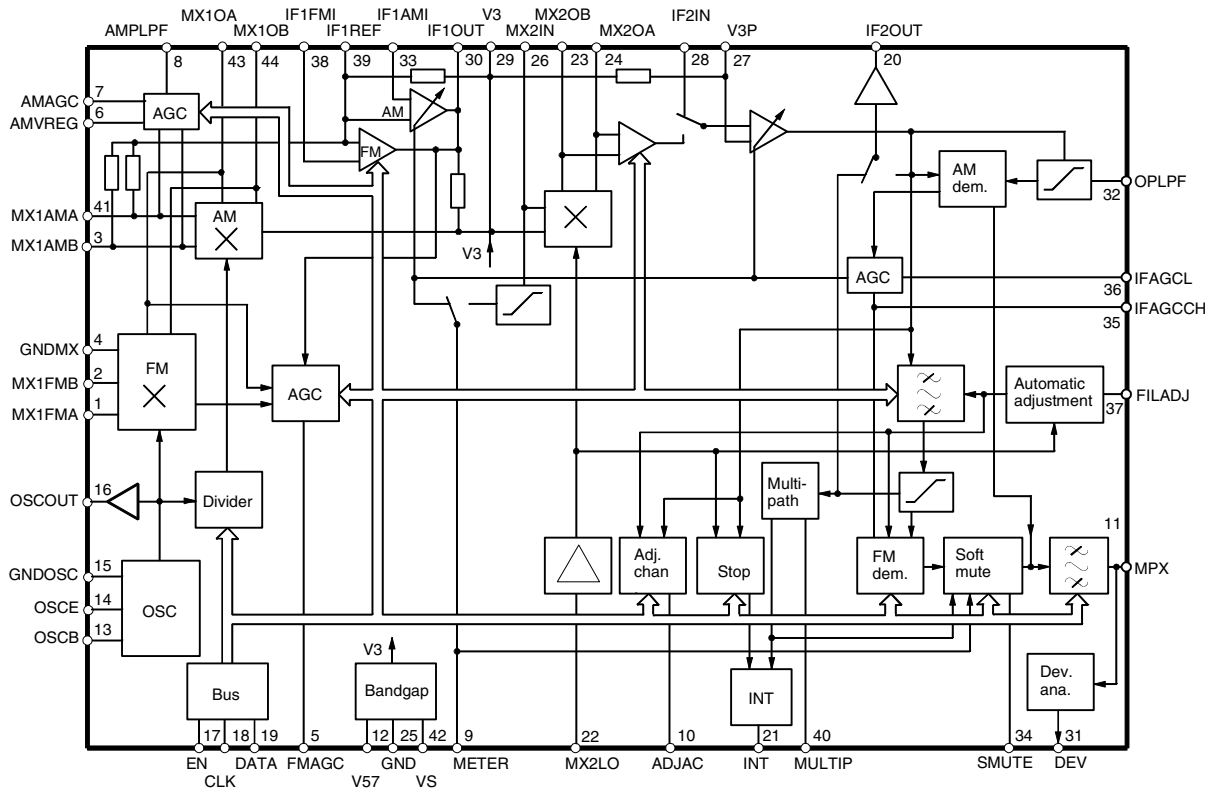 MX1OA
IF1FMI
IF1AMI
V3
MX2OB
IF2IN
AMPLPF
MX1OB
IF1REF
IF1OUT
MX2IN
MX2OA
V3P
IF2OUT
8
43
44
38
39
33
30
29
26
23
24
28
27
20
AMAGC
7
AMVREG
6
AGC
AM
FM
AM
dem.
OPLPF
32
MX1AMA
41
MX1AMB
3
AM
V3
AGC
IFAGCL
36
IFAGCCH
35
GNDMX
4
MX1FMB
2
MX1FMA
1
FM
AGC
Automatic
adjustment
FILADJ
37
OSCOUT
16
Divider
Multi-
path
11
GNDOSC
15
OSCE
14
OSCB
13
OSC
Adj.
chan
Stop
FM
dem.
Soft
mute
MPX
V3
Bus
Bandgap
INT
Dev.
ana.
17
18
19
5
12
25
42
9
22
10
21
40
34
31
EN
DATA
FMAGC
GND
METER
MX2LO
ADJAC
INT
MULTIP
SMUTE
DEV
CLK
V57
VS